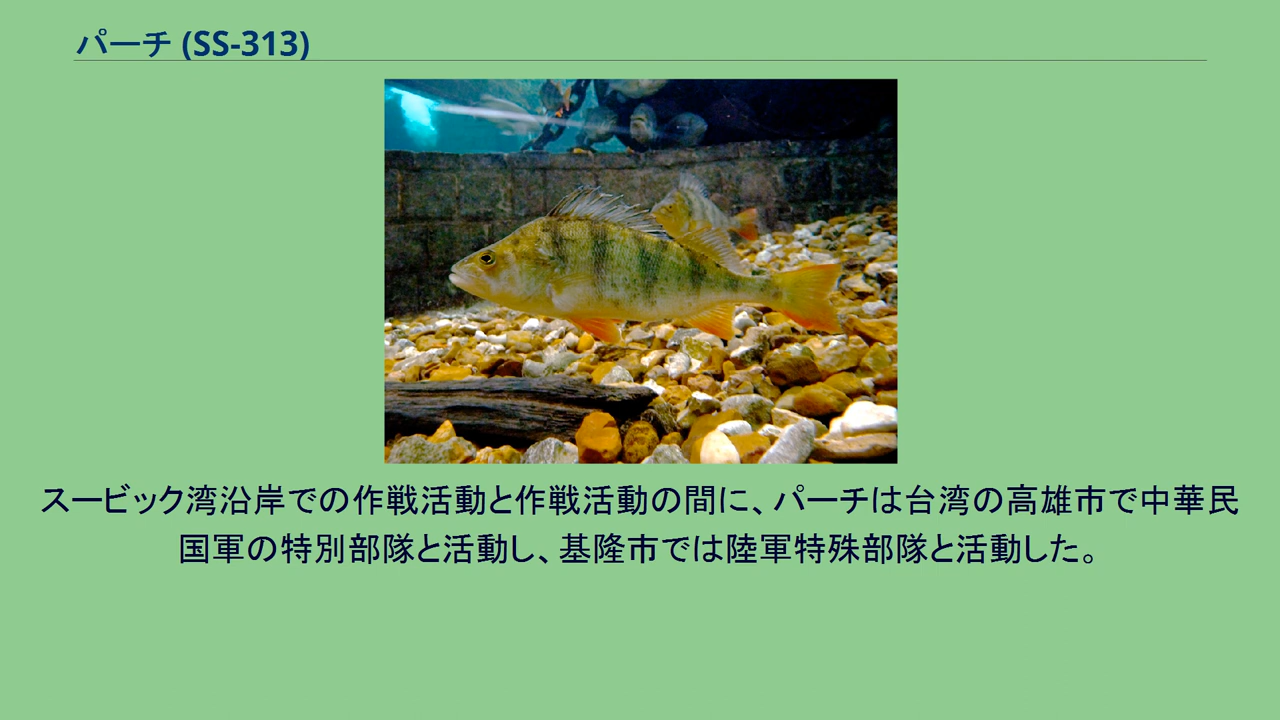 パーチ (SS-313)
スービック湾沿岸での作戦活動と作戦活動の間に、パーチは台湾の高雄市で中華民
国軍の特別部隊と活動し、基隆市では陸軍特殊部隊と活動した。